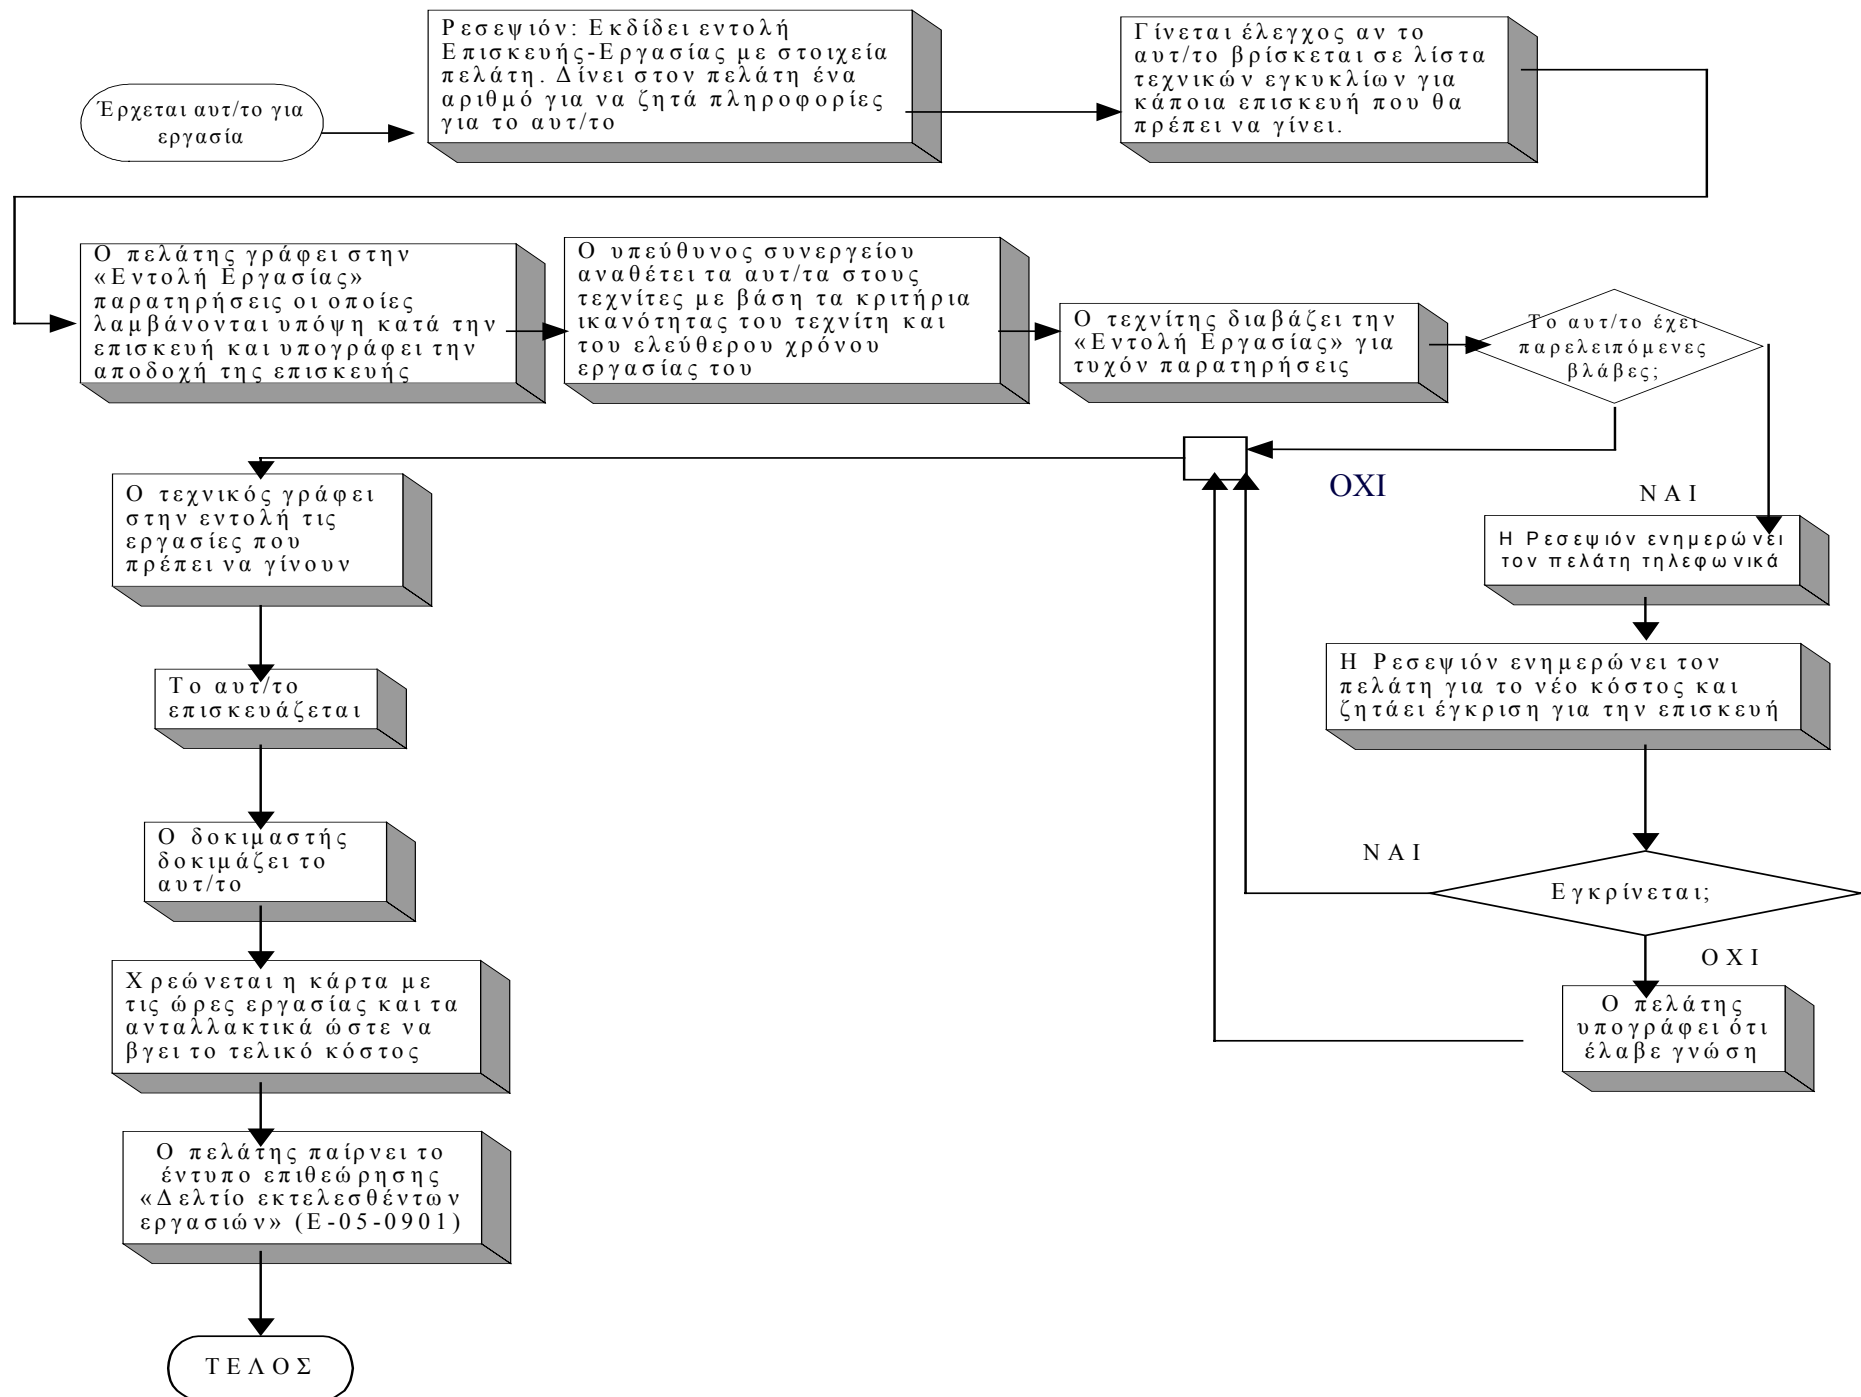 Έρχεται αυτ/το για
εργασία
Ρεσεψιόν: Εκδίδει εντολή
Επισκευής-Εργασίας με στοιχεία
πελάτη. Δίνει στον πελάτη ένα
αριθμό για να ζητά πληροφορίες
για το αυτ/το
Γίνεται έλεγχος αν το
αυτ/το βρίσκεται σε λίστα
τεχνικών εγκυκλίων για
κάποια επισκευή που θα
πρέπει να γίνει.
Ο πελάτης γράφει στην
«Εντολή Εργασίας»
παρατηρήσεις οι οποίες
λαμβάνονται υπόψη κατά την
επισκευή και υπογράφει την
αποδοχή της επισκευής
Ο υπεύθυνος συνεργείου
αναθέτει τα αυτ/τα στους
τεχνίτες με βάση τα κριτήρια
ικανότητας του τεχνίτη και
του ελεύθερου χρόνου
εργασίας του
Ο τεχνίτης διαβάζει την
«Εντολή Εργασίας» για
τυχόν παρατηρήσεις
Το αυτ/το έχει
παρελειπόμενες
βλάβες;
ΟΧΙ
ΝΑΙ
Η Ρεσεψιόν ενημερώνει
τον πελάτη τηλεφωνικά
Η Ρεσεψιόν ενημερώνει τον
πελάτη για το νέο κόστος και
ζητάει έγκριση για την επισκευή
ΝΑΙ
Εγκρίνεται;
ΟΧΙ
Ο πελάτης
υπογράφει ότι
έλαβε γνώση
Ο τεχνικός γράφει
στην εντολή τις
εργασίες που
πρέπει να γίνουν
Το αυτ/το
επισκευάζεται
Ο δοκιμαστής
δοκιμάζει το
αυτ/το
Χρεώνεται η κάρτα με
τις ώρες εργασίας και τα
ανταλλακτικά ώστε να
βγει το τελικό κόστος
Ο πελάτης παίρνει το
έντυπο επιθεώρησης
«Δελτίο εκτελεσθέντων
εργασιών» (Ε-05-0901)
ΤΕΛΟΣ